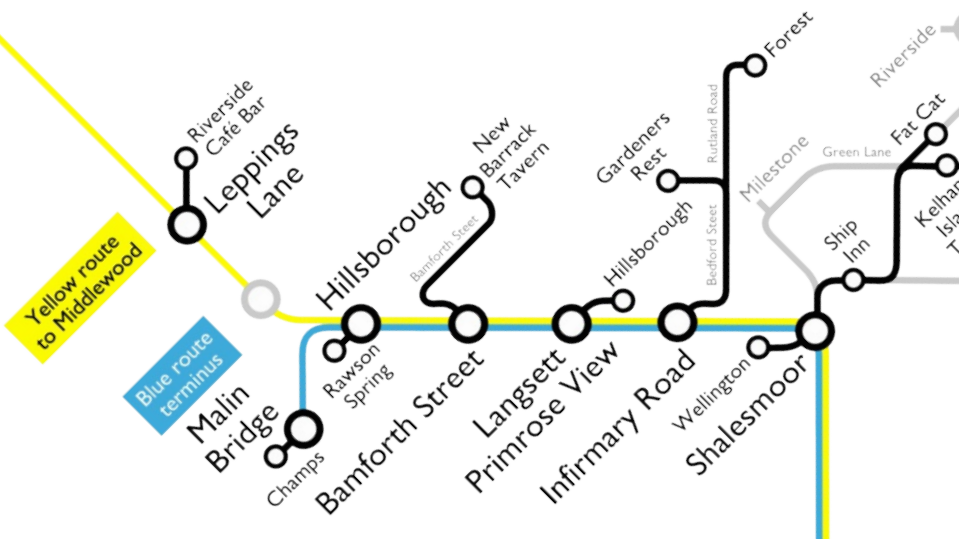 Riverside
Café Bar
Leppings
Lane
Yellow route
to Middlewood
Blue route
terminus
Malin
Bridge
Champs
Hillsborough
Rawson
Spring
Bamforth Street
Bamforth Steet
New
Barrack
Tavern
Langsett
Primrose View
Hillsborough
Infirmary Road
Gardeners
Rest
Bedford Steet
Rutland Road
Forest
Milestone
Green Lane
Riverside
Fat Cat
Ship
Inn
Wellington
Shalesmoor